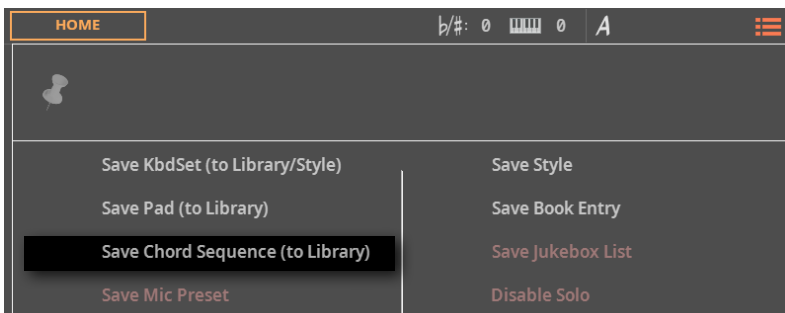 HOME
♭/#: 0 0 A
Save KbdSet (to Library/Style)
Save Pad (to Library)
Save Chord Sequence (to Library)
Save Mic Preset
Save Style
Save Book Entry
Save Jukebox List
Disable Solo